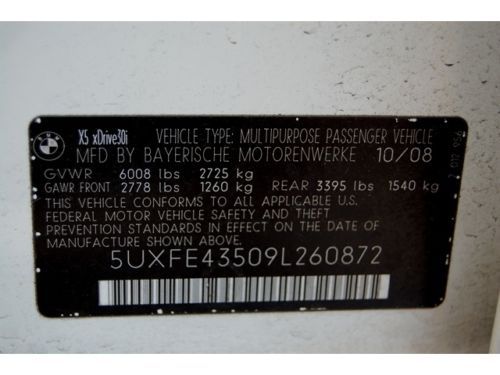 BMW
X5 xDrive30i VEHICLE TYPE: MULTIPURPOSE PASSENGER VEHICLE
MFD BY BAYERISCHE MOTORENWERKE 10/08
GVWR 6008 lbs 2725 kg
GAWR FRONT 2778 lbs 1260 kg REAR 3395 lbs 1540 kg
THIS VEHICLE CONFORMS TO ALL APPLICABLE U.S.
FEDERAL MOTOR VEHICLE SAFETY AND THEFT
PREVENTION STANDARDS IN EFFECT ON THE DATE
OF MANUFACTURE SHOWN ABOVE.
5UXFE43509L260872